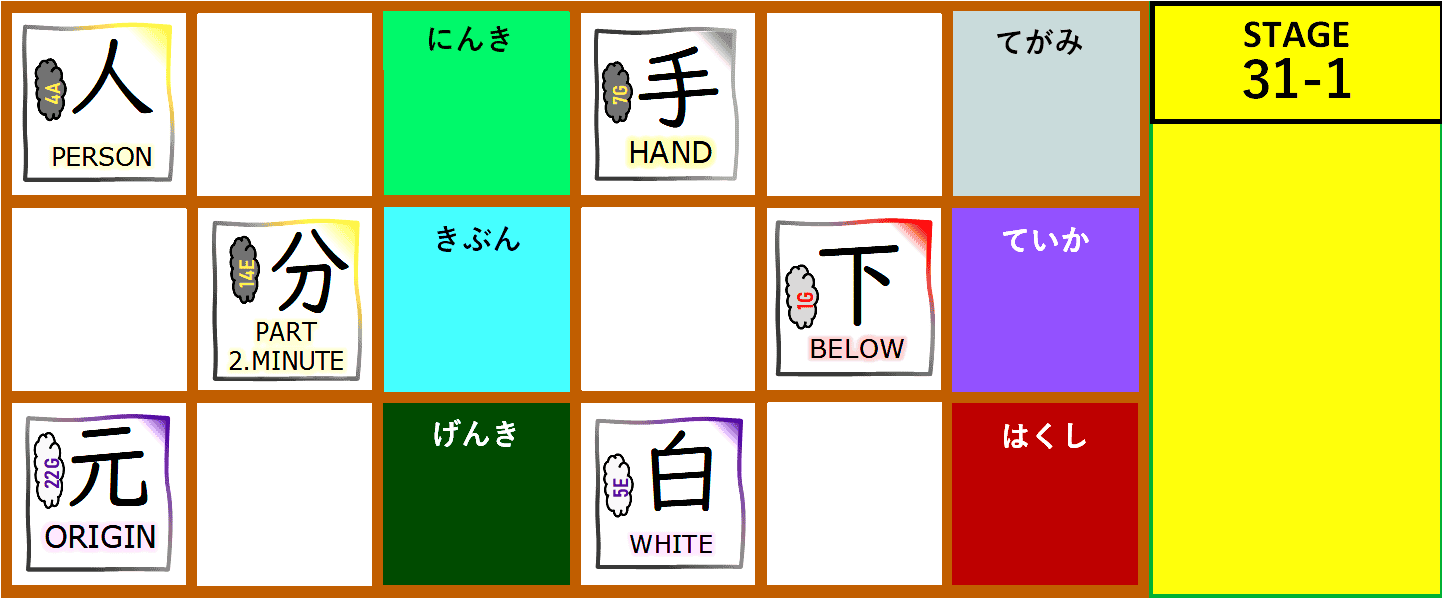 4A
人
PERSON
にんき
7G
手
HAND
てがみ
STAGE
31-1
14E
分
PART
2.MINUTE
きぶん
1G
下
BELOW
ていか
22G
元
ORIGIN
げんき
5E
白
WHITE
はくし